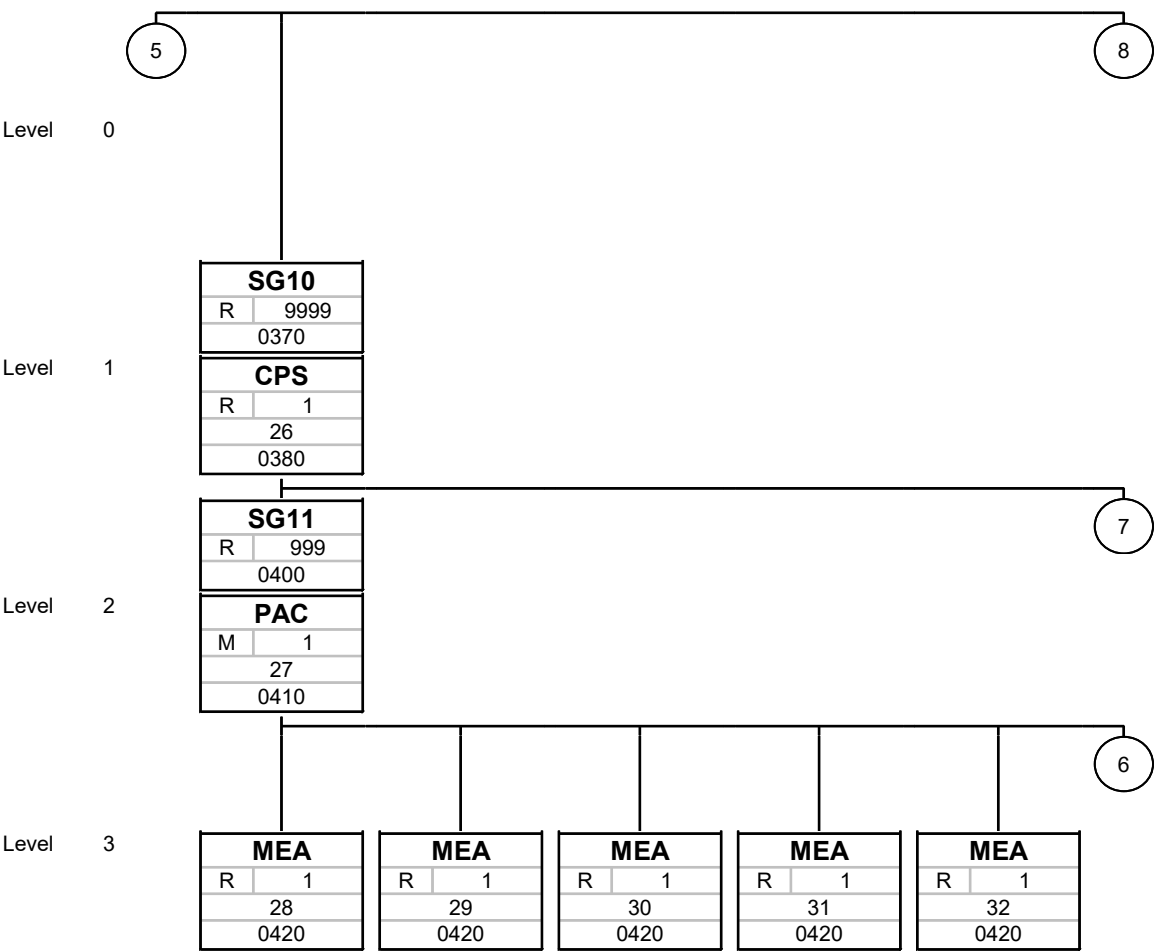 5
8
Level 0
SG10
R 9999
0370
Level 1
CPS
R 1
26
0380
SG11
R 999
0400
7
Level 2
PAC
M 1
27
0410
6
Level 3
MEA MEA MEA MEA MEA
R 1 R 1 R 1 R 1 R 1
28 29 30 31 32
0420 0420 0420 0420 0420